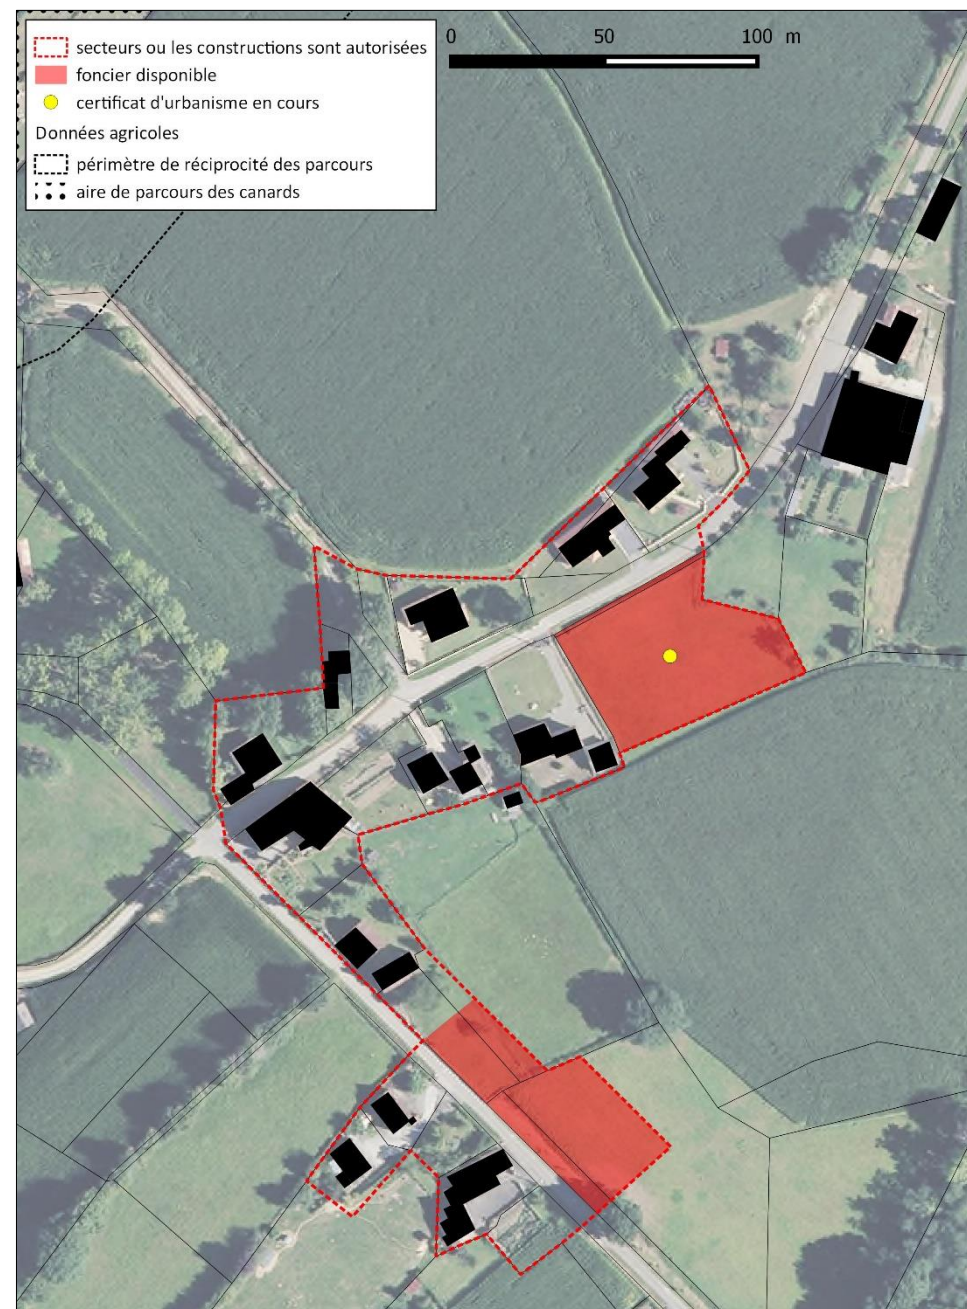 secteurs ou les constructions sont autorisées
foncier disponible
certificat d'urbanisme en cours
Données agricoles
périmètre de réciprocité des parcours
aire de parcours des canards
0 50 100 m